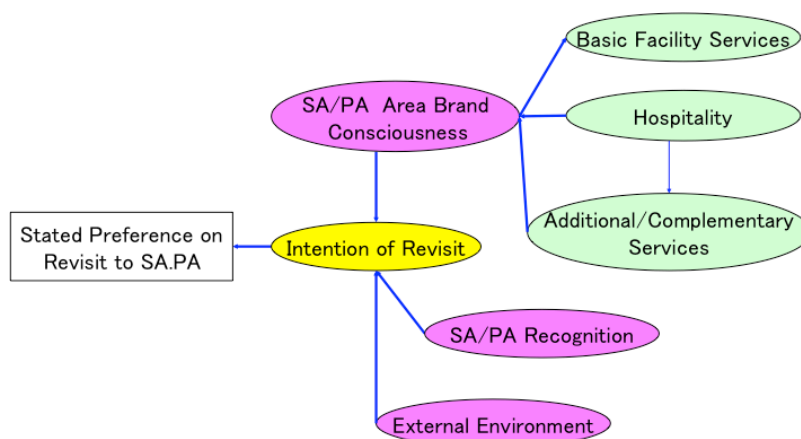 Basic Facility Services
SA/PA Area Brand
Consciousness
Hospitality
Additional/Complementary
Services
Stated Preference on
Revisit to SA.PA
Intention of Revisit
SA/PA Recognition
External Environment